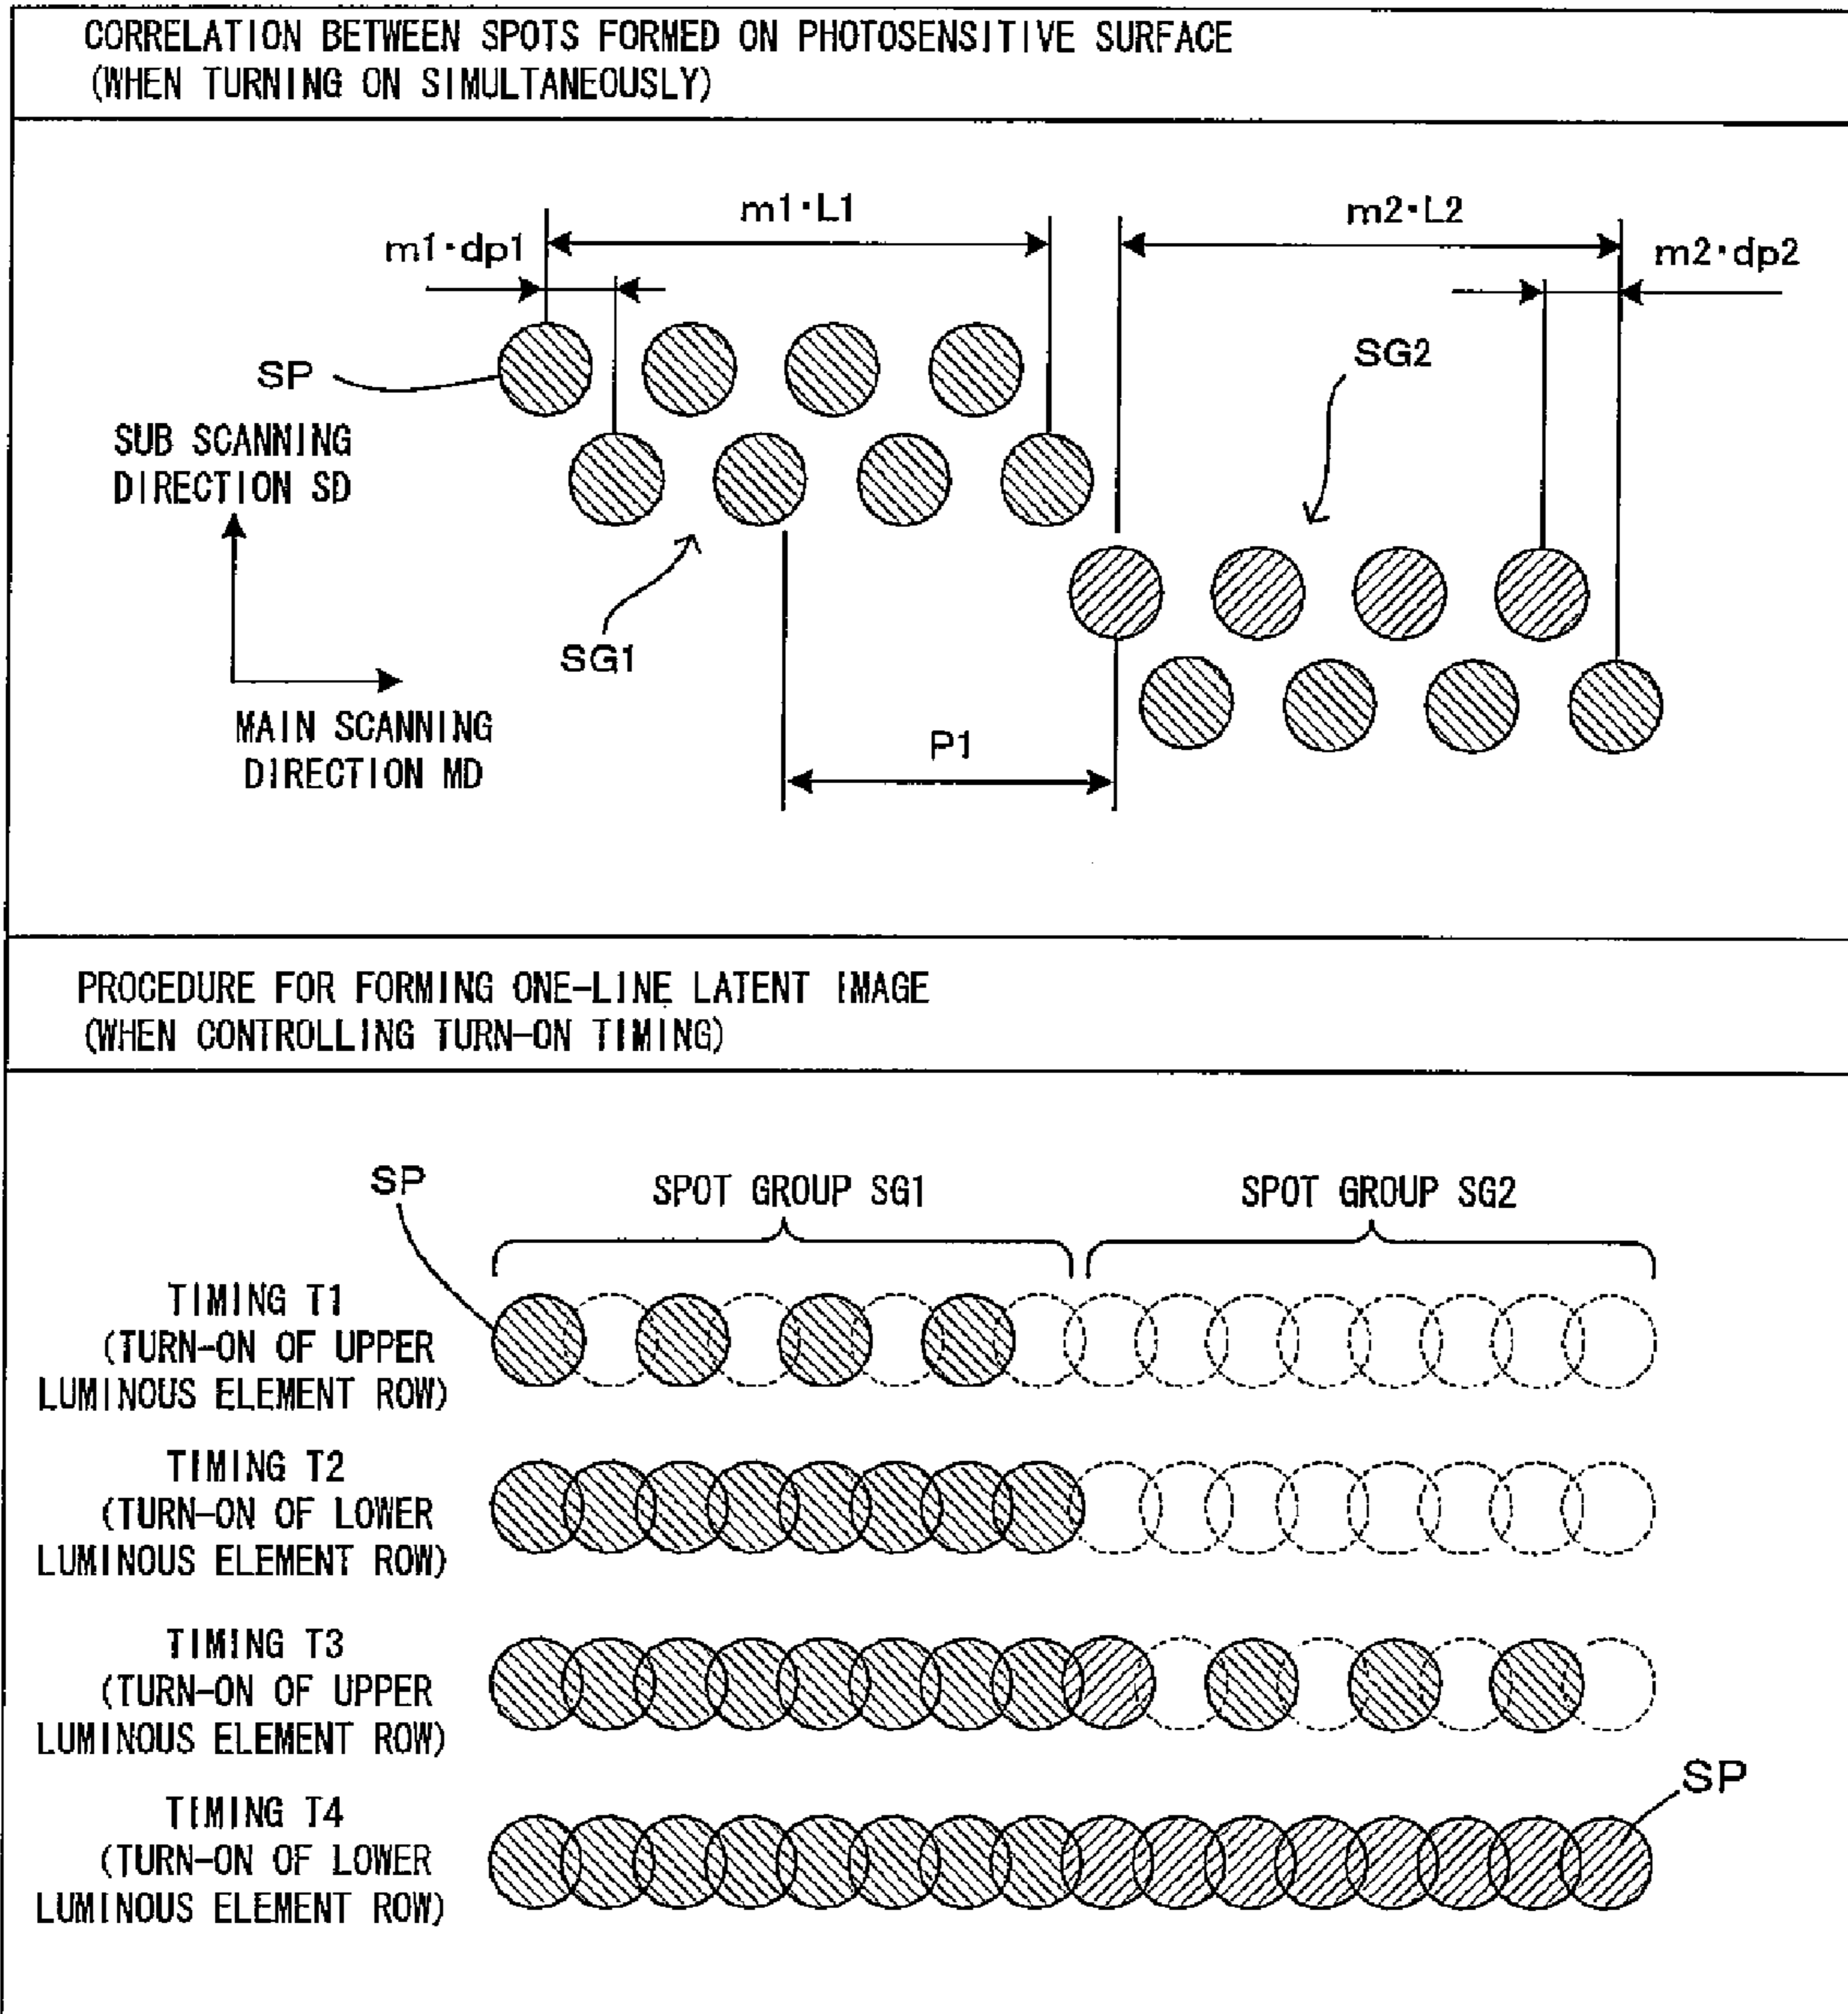 CORRELATION BETWEEN SPOTS FORMED ON PHOTOSENSITIVE SURFACE
(WHEN TURNING ON SIMULTANEOUSLY)
m1·L1
m2·L2
m1·dp1
m2·dp2
SP
SG2
SUB SCANNING
DIRECTION SD
SG1
MAIN SCANNING
DIRECTION MD
P1
PROCEDURE FOR FORMING ONE-LINE LATENT IMAGE
(WHEN CONTROLLING TURN-ON TIMING)
SP
SPOT GROUP SG1
SPOT GROUP SG2
TIMING T1
(TURN-ON OF UPPER
LUMINOUS ELEMENT ROW)
TIMING T2
(TURN-ON OF LOWER
LUMINOUS ELEMENT ROW)
TIMING T3
(TURN-ON OF UPPER
LUMINOUS ELEMENT ROW)
SP
TIMING T4
(TURN-ON OF LOWER
LUMINOUS ELEMENT ROW)